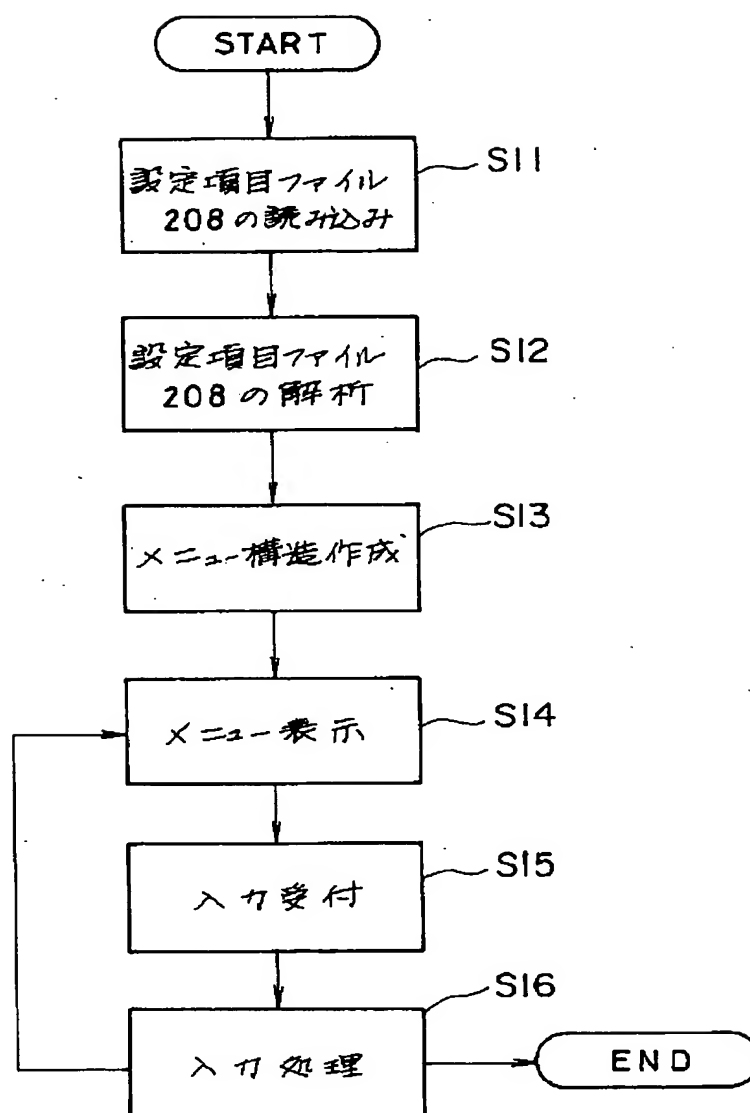 START
設定項目ファイル
208の読み込み
S11
設定項目ファイル
208の解析
S12
メニュー構造作成
S13
メニュー表示
S14
入力受付
S15
入力処理
S16
END